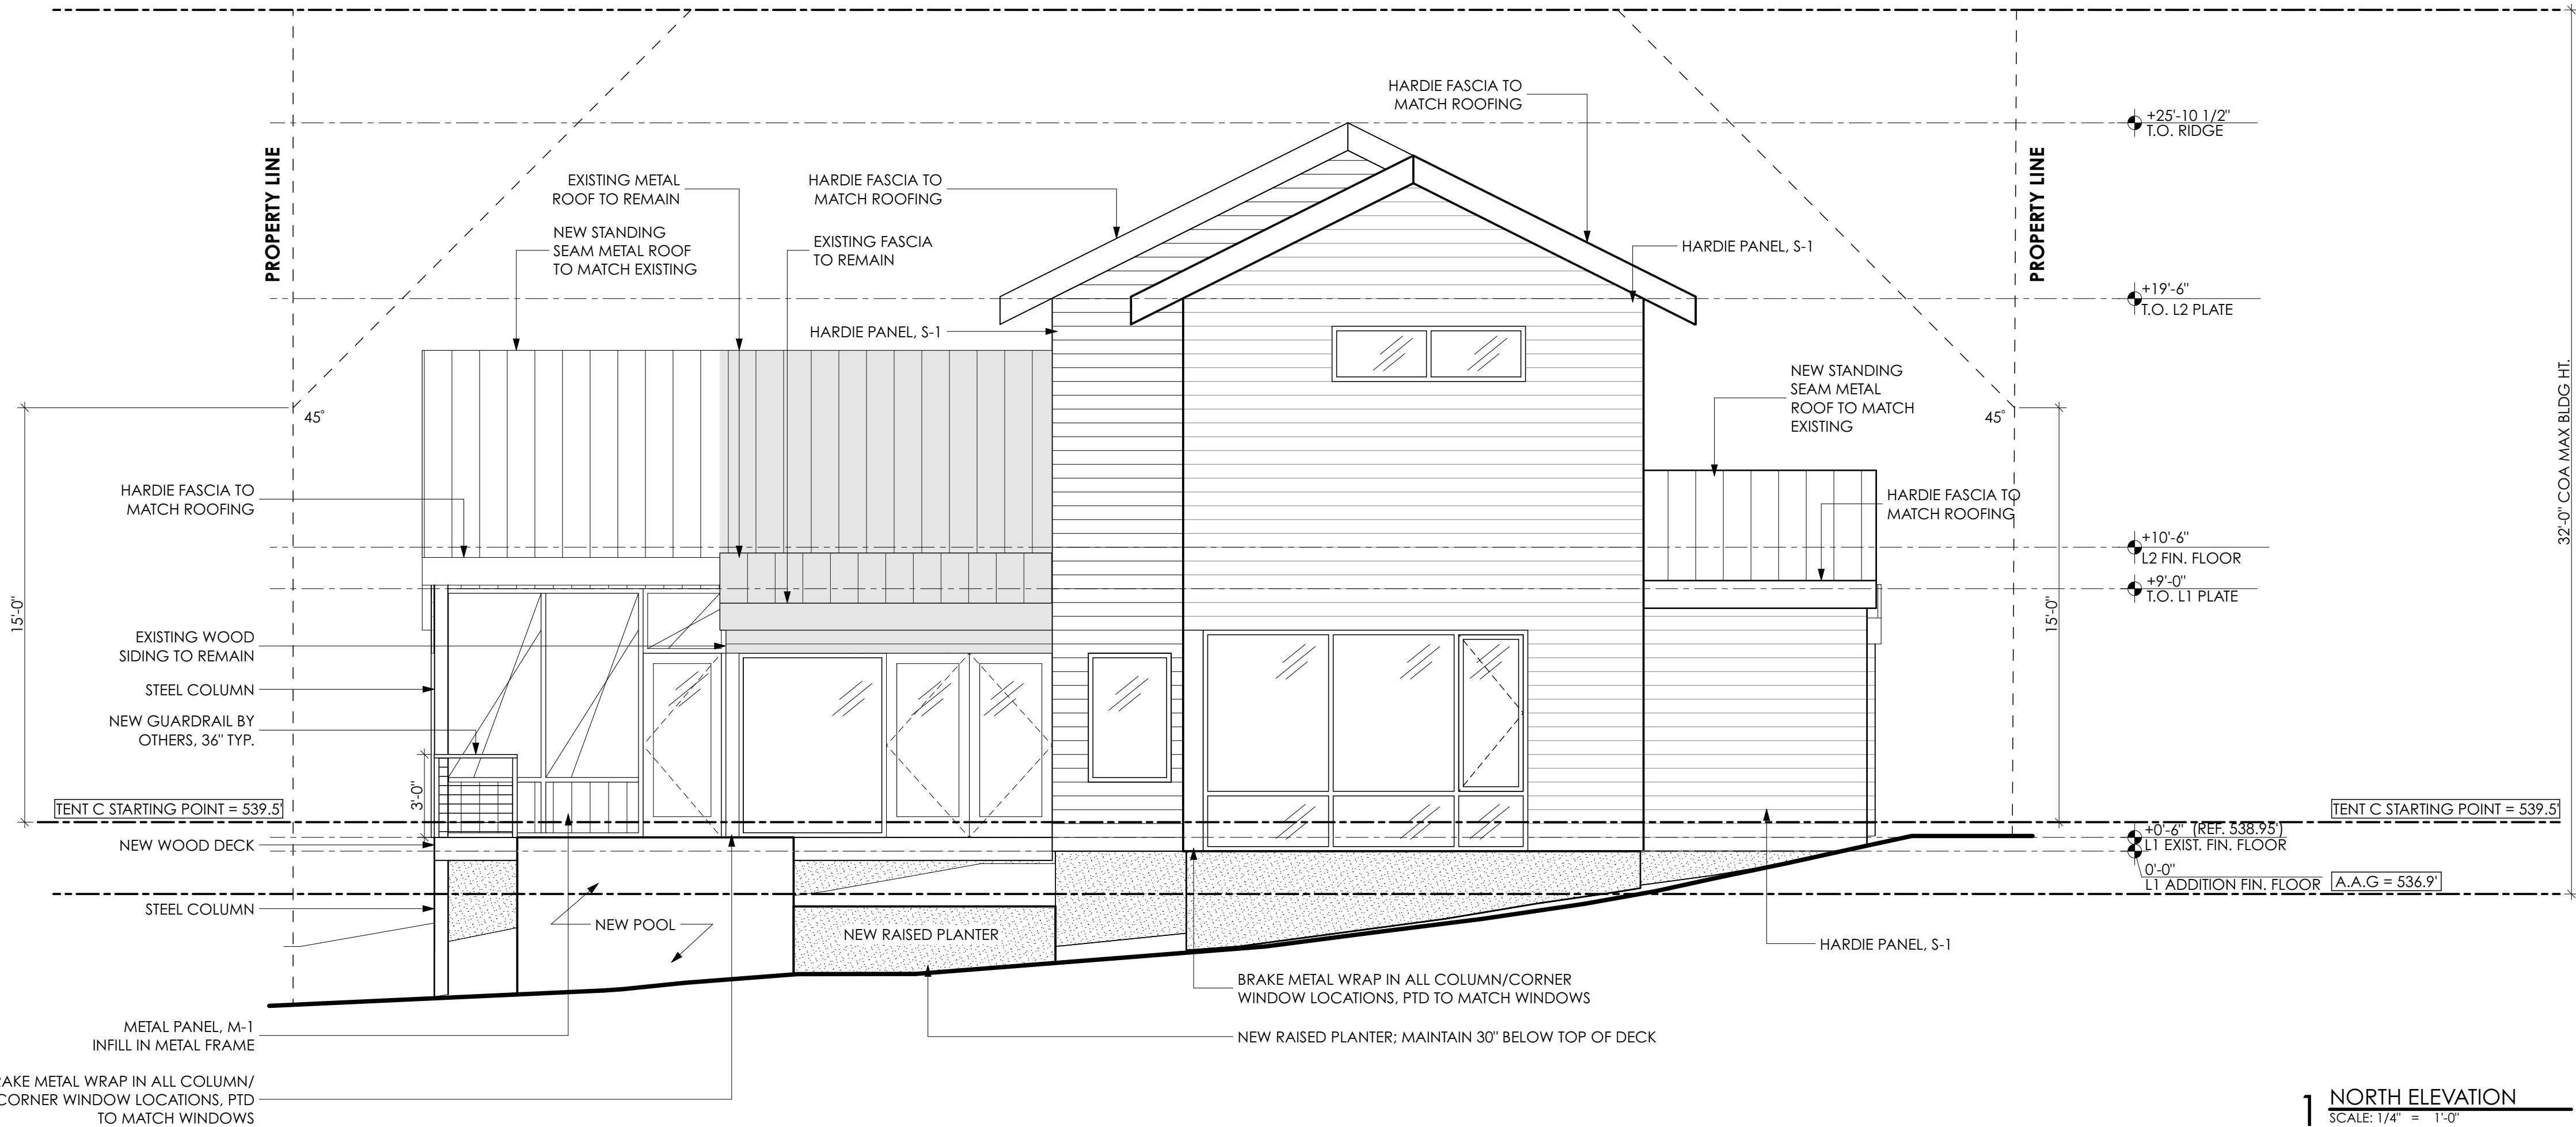 HARDIE FASCIA TO
MATCH ROOFING
+25'-10 1/2"
T.O. RIDGE
PROPERTY LINE
EXISTING METAL
ROOF TO REMAIN
HARDIE FASCIA TO
MATCH ROOFING
PROPERTY LINE
NEW STANDING
SEAM METAL ROOF
TO MATCH EXISTING
EXISTING FASCIA
TO REMAIN
HARDIE PANEL, S-1
+19'-6"
T.O. L2 PLATE
HARDIE PANEL, S-1
NEW STANDING
SEAM METAL
ROOF TO MATCH
EXISTING
32'-0" COA MAX BLDG HT.
45°
45°
HARDIE FASCIA TO
MATCH ROOFING
HARDIE FASCIA TO
MATCH ROOFING
+10'-6"
L2 FIN. FLOOR
+9'-0"
T.O. L1 PLATE
15'-0"
15'-0"
EXISTING WOOD
SIDING TO REMAIN
STEEL COLUMN
NEW GUARDRAIL BY
OTHERS, 36" TYP.
3'-0"
TENT C STARTING POINT = 539.5'
TENT C STARTING POINT = 539.5'
NEW WOOD DECK
+0'-6" (REF. 538.95')
L1 EXIST. FIN. FLOOR
0'-0"
L1 ADDITION FIN. FLOOR
A.A.G = 536.9'
STEEL COLUMN
NEW POOL
NEW RAISED PLANTER
HARDIE PANEL, S-1
BRAKE METAL WRAP IN ALL COLUMN/CORNER
WINDOW LOCATIONS, PTD TO MATCH WINDOWS
METAL PANEL, M-1
INFILL IN METAL FRAME
NEW RAISED PLANTER; MAINTAIN 30" BELOW TOP OF DECK
RAKE METAL WRAP IN ALL COLUMN/
CORNER WINDOW LOCATIONS, PTD
TO MATCH WINDOWS
1 NORTH ELEVATION
SCALE: 1/4" = 1'-0"